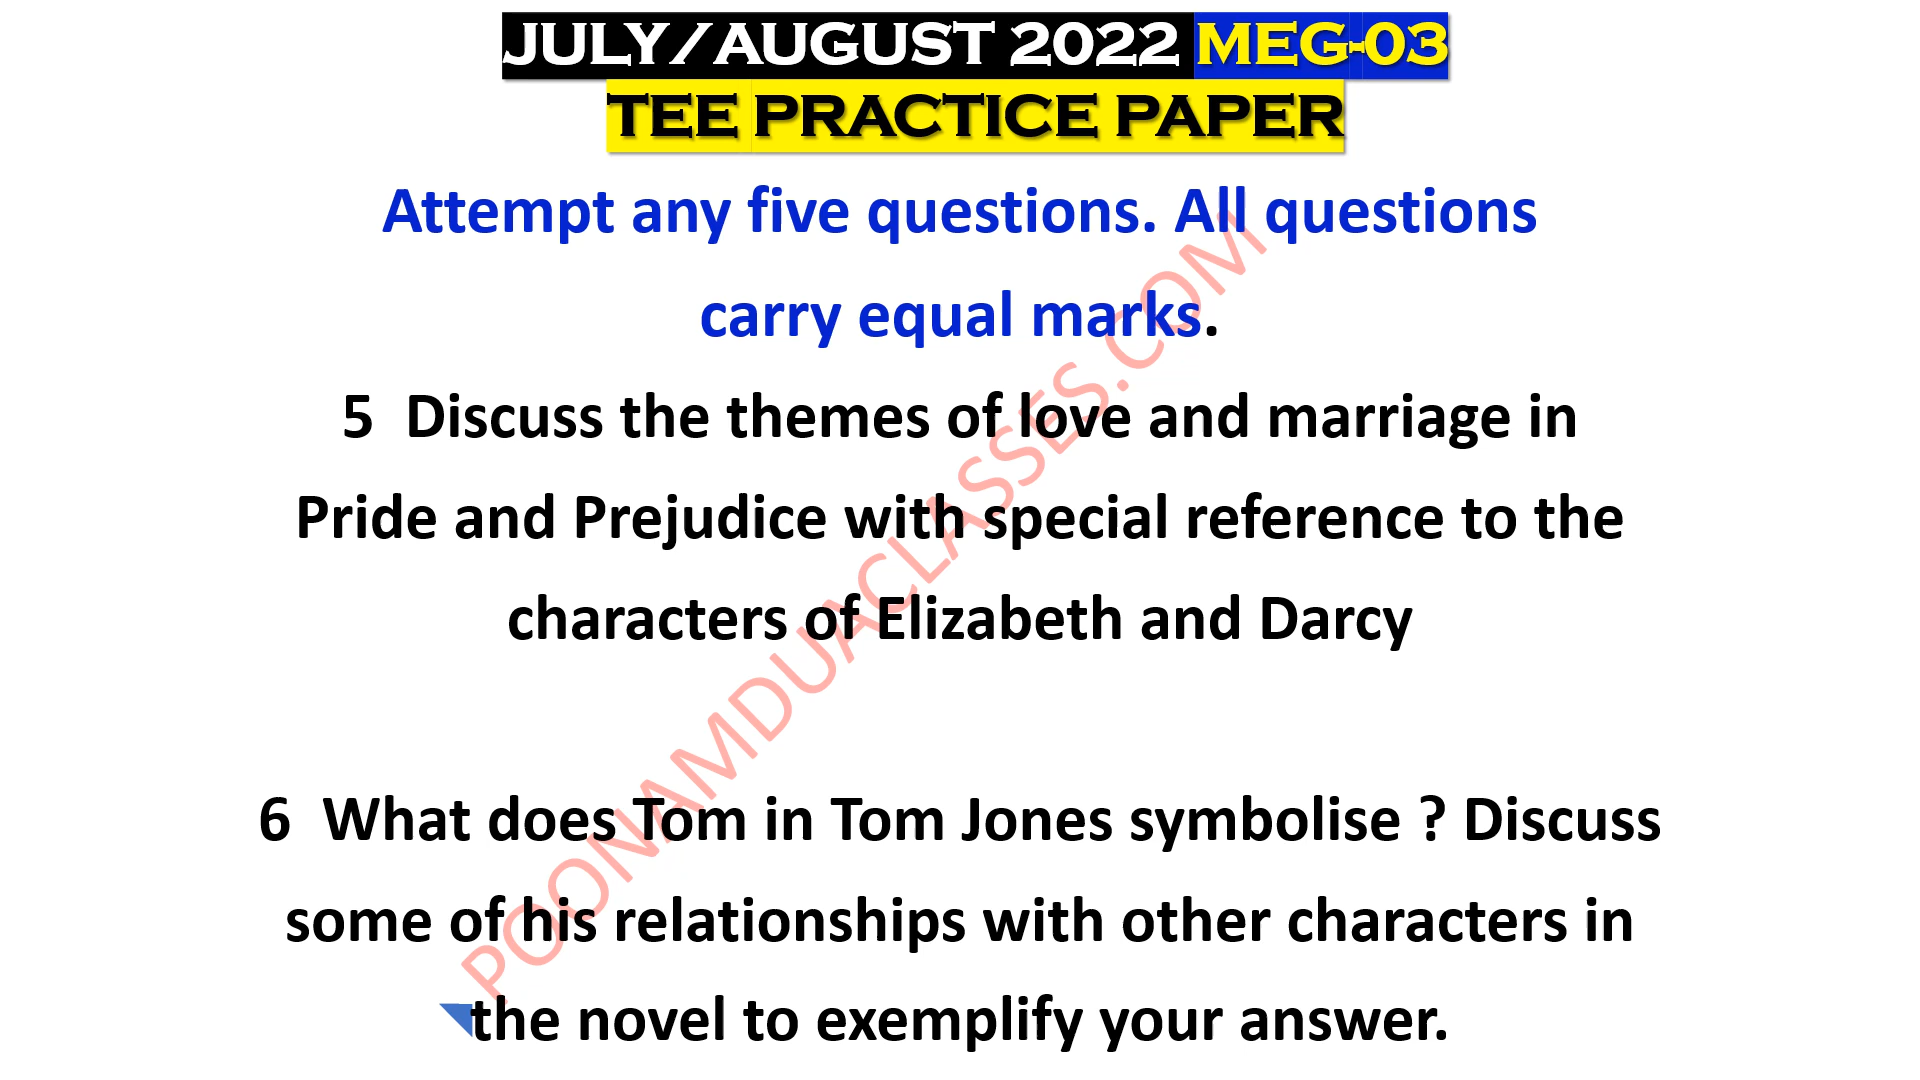 JULY/AUGUST 2022 MEG-03
TEE PRACTICE PAPER
Attempt any five questions. All questions
carry equal marks.
5 Discuss the themes of love and marriage in
Pride and Prejudice with special reference to the
characters of Elizabeth and Darcy
6 What does Tom in Tom Jones symbolise ? Discuss
some of his relationships with other characters in
the novel to exemplify your answer.
POONAMDUACLASSES.COM